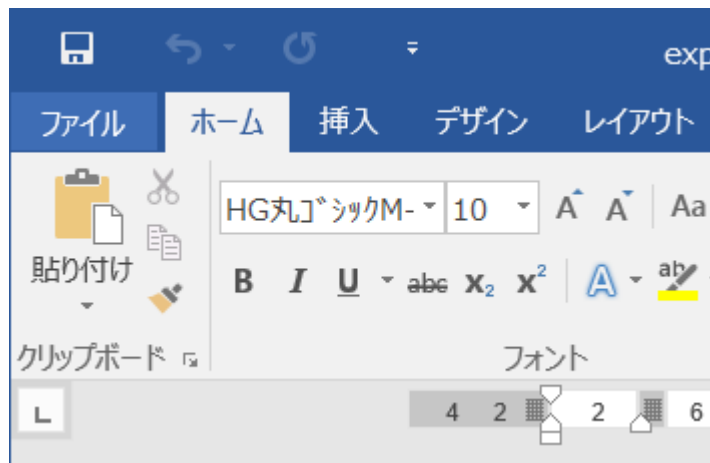 exp
ファイル ホーム 挿入 デザイン レイアウト
HG丸ｺﾞｼｯｸM- 10 A A Aa
貼り付け B I U abc X₂ X² A ab
クリップボード フォント
4 2 2 6